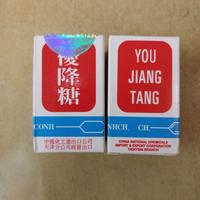 優降糖
CONH
中國化工進出口公司
天津分公司經營出口
YOU
JIANG
TANG
NHCH. CH.
CHINA NATIONAL CHEMICALS
IMPORT & EXPORT CORPORATION
TIENTSIN BRANCH